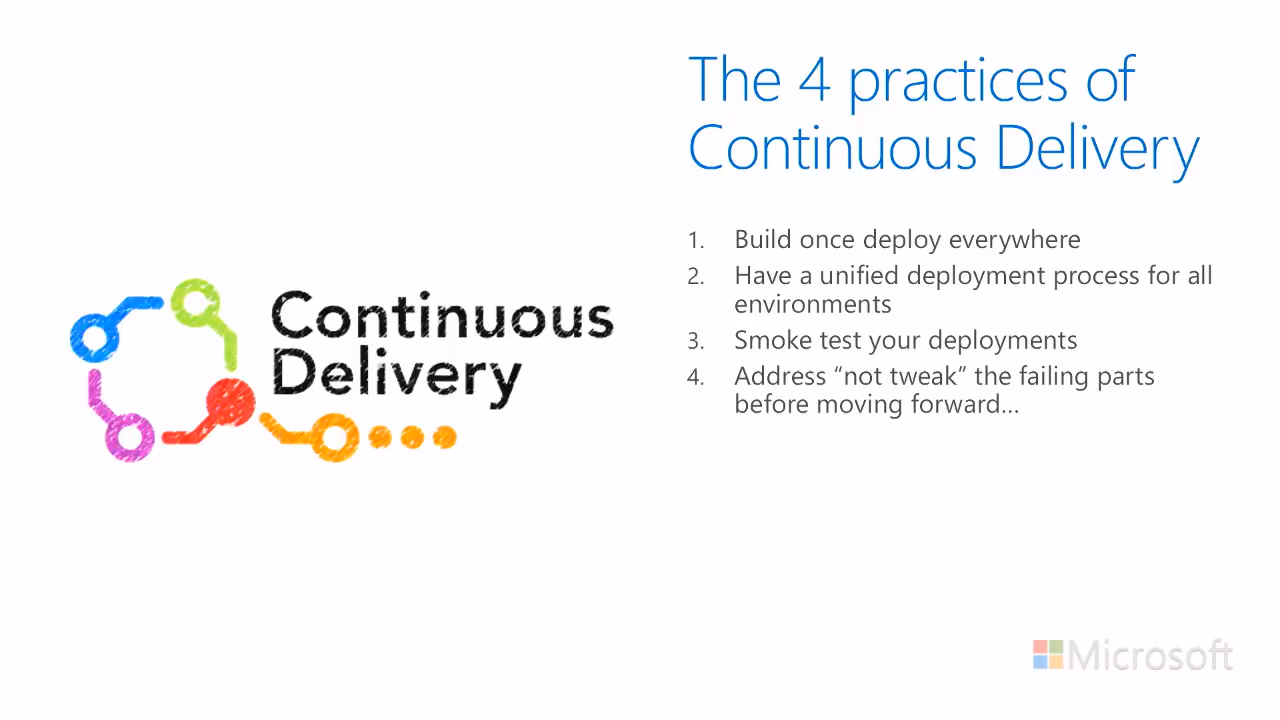 The 4 practices of
Continuous Delivery
1. Build once deploy everywhere
2. Have a unified deployment process for all
environments
3. Smoke test your deployments
4. Address “not tweak” the failing parts
before moving forward…
Continuous
Delivery
Microsoft